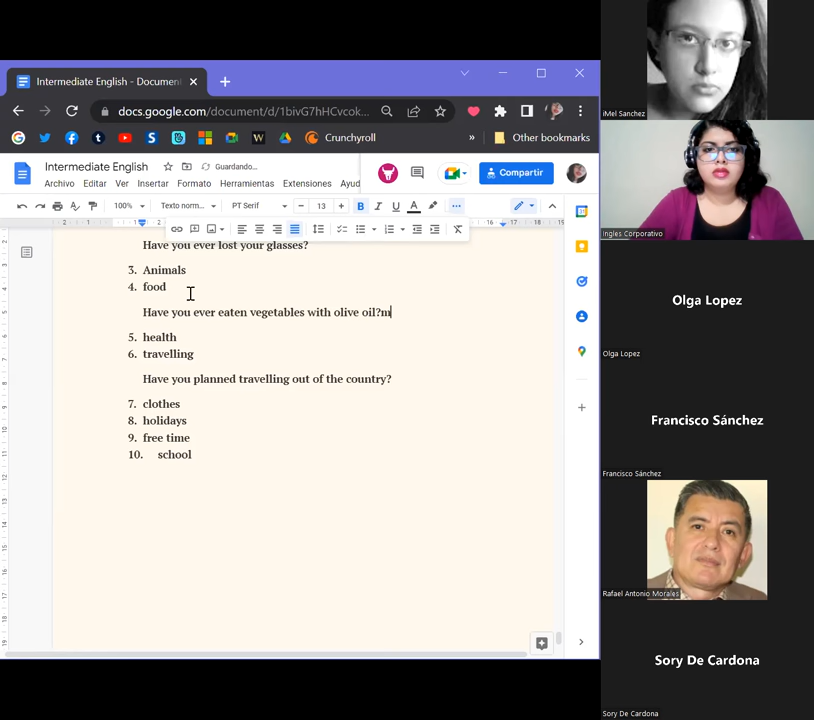 Intermediate English - Document
docs.google.com/document/d/1bivG7hHCvcok...
Crunchyroll
»
Other bookmarks
Intermediate English
Guardando...
Archivo Editar Ver Insertar Formato Herramientas Extensiones Ayud
Compartir
100% Texto norm... PT Serif 13
Have you ever lost your glasses?
3. Animals
4. food
Have you ever eaten vegetables with olive oil?m
5. health
6. travelling
Have you planned travelling out of the country?
7. clothes
8. holidays
9. free time
10. school
iMel Sanchez
Ingles Corporativo
Olga Lopez
Olga Lopez
Francisco Sánchez
Francisco Sánchez
Rafael Antonio Morales
Sory De Cardona
Sory De Cardona